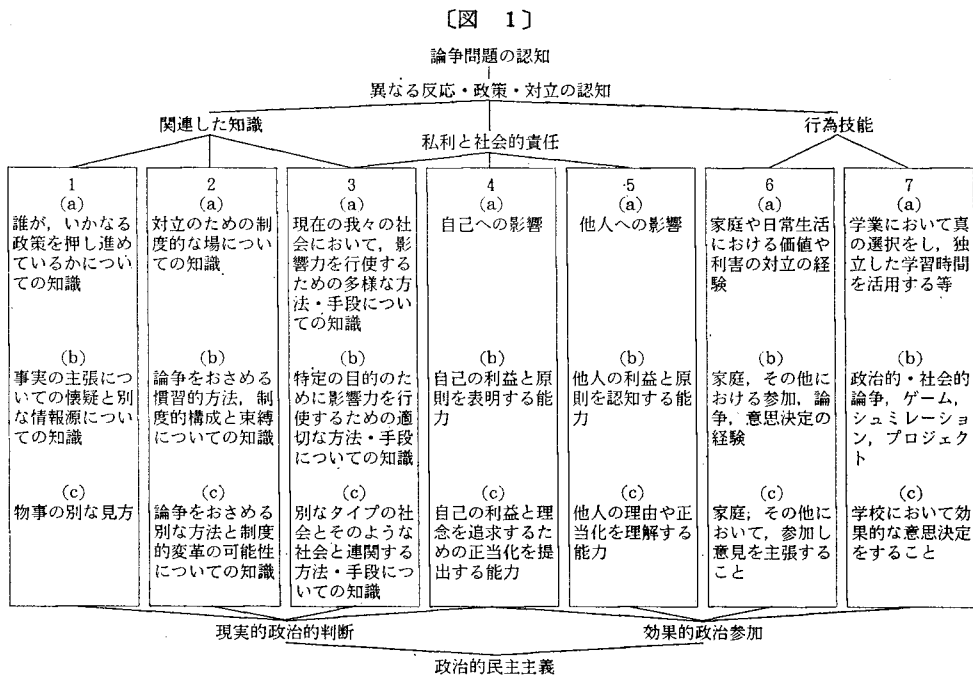 〔図 1〕
論争問題の認知
異なる反応・政策・対立の認知
関連した知識
私利と社会的責任
行為技能
1
(a)
誰が，いかなる
政策を押し進め
ているかについ
ての知識
(b)
事実の主張につ
いての懐疑と別
な情報源につい
ての知識
(c)
物事の別な見方
2
(a)
対立のための制
度的な場につい
ての知識
(b)
論争をおさめる
慣習的方法，制
度的構成と束縛
についての知識
(c)
論争をおさめる
別な方法と制度
的変革の可能性
についての知識
3
(a)
現在の我々の社
会において，影
響力を行使する
ための多様な方
法・手段につい
ての知識
(b)
特定の目的のた
めに影響力を行
使するための適
切な方法・手段
についての知識
(c)
別なタイプの社
会とそのような
社会と連関する
方法・手段につ
いての知識
4
(a)
自己への影響
(b)
自己の利益と原
則を表明する能
力
(c)
自己の利益と理
念を追求するた
めの正当化を提
出する能力
5
(a)
他人への影響
(b)
他人の利益と原
則を認知する能
力
(c)
他人の理由や正
当化を理解する
能力
6
(a)
家庭や日常生活
における価値や
利害の対立の経
験
(b)
家庭，その他に
おける参加，論
争，意思決定の
経験
(c)
家庭，その他に
おいて，参加し
意見を主張する
こと
7
(a)
学業において真
の選択をし，独
立した学習時間
を活用する等
(b)
政治的・社会的
論争，ゲーム，
シュミレーショ
ン，プロジェク
ト
(c)
学校において効
果的な意思決定
をすること
現実的政治的判断
効果的政治参加
政治的民主主義